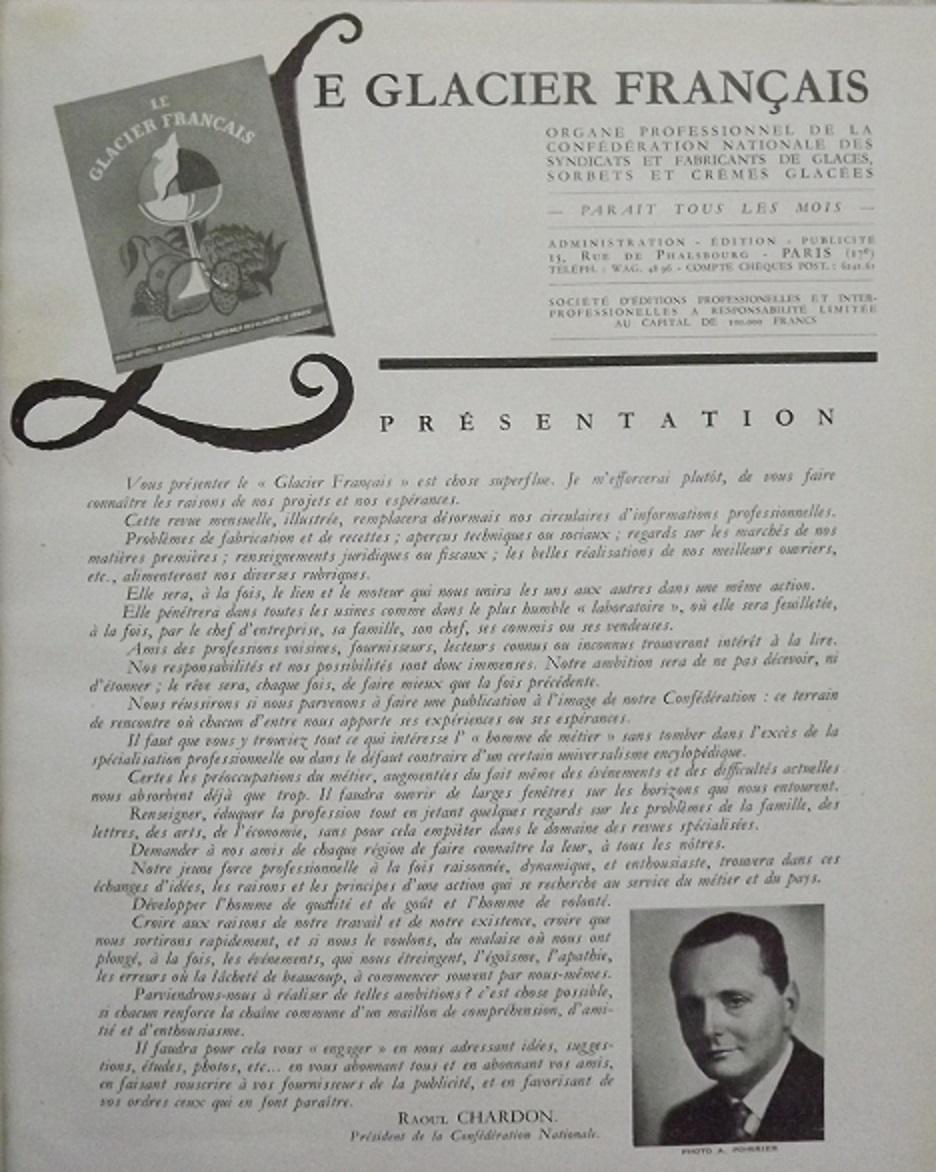 LE
GLACIER FRANÇAIS
LE GLACIER FRANÇAIS
ORGANE PROFESSIONNEL DE LA
CONFÉDÉRATION NATIONALE DES
SYNDICATS ET FABRICANTS DE GLACES,
SORBETS ET CRÈMES GLACÉES
— PARAIT TOUS LES MOIS —
ADMINISTRATION - ÉDITION - PUBLICITÉ
15, RUE DE PHALSBOURG - PARIS (17e)
TÉLÉPH. : WAG. 48 96 - COMPTE CHÈQUES POST. : 6241.61
SOCIÉTÉ D'ÉDITIONS PROFESSIONELLES ET INTER-
PROFESSIONELLES A RESPONSABILITÉ LIMITÉE
AU CAPITAL DE 100.000 FRANCS
PRÉSENTATION
Vous présenter le « Glacier Français » est chose superflue. Je m'efforcerai plutôt, de vous faire
connaître les raisons de nos projets et nos espérances.
Cette revue mensuelle, illustrée, remplacera désormais nos circulaires d'informations professionnelles.
Problèmes de fabrication et de recettes ; aperçus techniques ou sociaux ; regards sur les marchés de nos
matières premières ; renseignements juridiques ou fiscaux ; les belles réalisations de nos meilleurs ouvriers,
etc., alimenteront nos diverses rubriques.
Elle sera, à la fois, le lien et le moteur qui nous unira les uns aux autres dans une même action.
Elle pénétrera dans toutes les usines comme dans le plus humble « laboratoire », où elle sera feuilletée,
à la fois, par le chef d'entreprise, sa famille, son chef, ses commis ou ses vendeuses.
Amis des professions voisines, fournisseurs, lecteurs connus ou inconnus trouveront intérêt à la lire.
Nos responsabilités et nos possibilités sont donc immenses. Notre ambition sera de ne pas décevoir, ni
d'étonner ; le rêve sera, chaque fois, de faire mieux que la fois précédente.
Nous réussirons si nous parvenons à faire une publication à l'image de notre Confédération : ce terrain
de rencontre où chacun d'entre nous apporte ses expériences ou ses espérances.
Il faut que vous y trouviez tout ce qui intéresse l' « homme de métier » sans tomber dans l'excès de la
spécialisation professionnelle ou dans le défaut contraire d'un certain universalisme encylopédique.
Certes les préoccupations du métier, augmentées du fait même des événements et des difficultés actuelles
nous absorbent déjà que trop. Il faudra ouvrir de larges fenêtres sur les horizons qui nous entourent.
Renseigner, éduquer la profession tout en jetant quelques regards sur les problèmes de la famille, des
lettres, des arts, de l'économie, sans pour cela empiéter dans le domaine des revues spécialisées.
Demander à nos amis de chaque région de faire connaître la leur, à tous les nôtres.
Notre jeune force professionnelle à la fois raisonnée, dynamique, et enthousiaste, trouvera dans ces
échanges d'idées, les raisons et les principes d'une action qui se recherche au service du métier et du pays.
Développer l'homme de qualité et de goût et l'homme de volonté.
Croire aux raisons de notre travail et de notre existence, croire que
nous sortirons rapidement, et si nous le voulons, du malaise où nous ont
plongé, à la fois, les événements, qui nous étreingent, l'égoïsme, l'apathie,
les erreurs où la lâcheté de beaucoup, à commencer souvent par nous-mêmes.
Parviendrons-nous à réaliser de telles ambitions ? c'est chose possible,
si chacun renforce la chaîne commune d'un maillon de compréhension, d'ami-
tié et d'enthousiasme.
Il faudra pour cela vous « engager » en nous adressant idées, sugges-
tions, études, photos, etc... en vous abonnant tous et en abonnant vos amis,
en faisant souscrire à vos fournisseurs de la publicité, et en favorisant de
vos ordres ceux qui en font paraître.
RAOUL CHARDON.
Président de la Confédération Nationale.
PHOTO A. POIRRIER